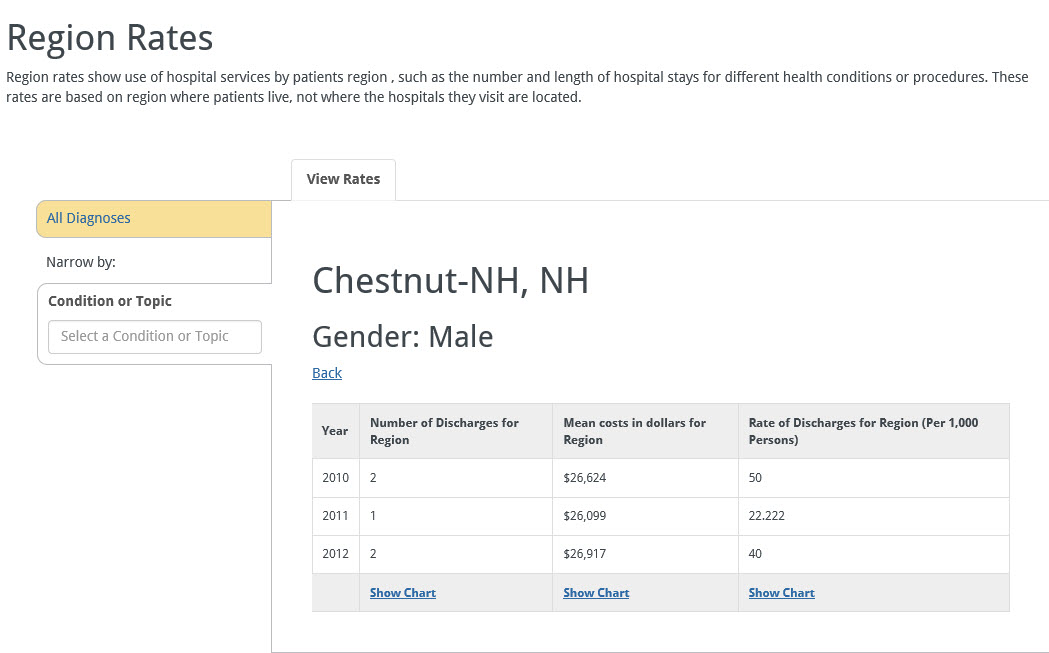 Region Rates
Region rates show use of hospital services by patients region , such as the number and length of hospital stays for different health conditions or procedures. These
rates are based on region where patients live, not where the hospitals they visit are located.
View Rates
All Diagnoses
Narrow by:
Condition or Topic
Select a Condition or Topic
Chestnut-NH, NH
Gender: Male
Back
Year Number of Discharges for Region Mean costs in dollars for Region Rate of Discharges for Region (Per 1,000 Persons)
2010 2 $26,624 50
2011 1 $26,099 22.222
2012 2 $26,917 40
Show Chart Show Chart Show Chart